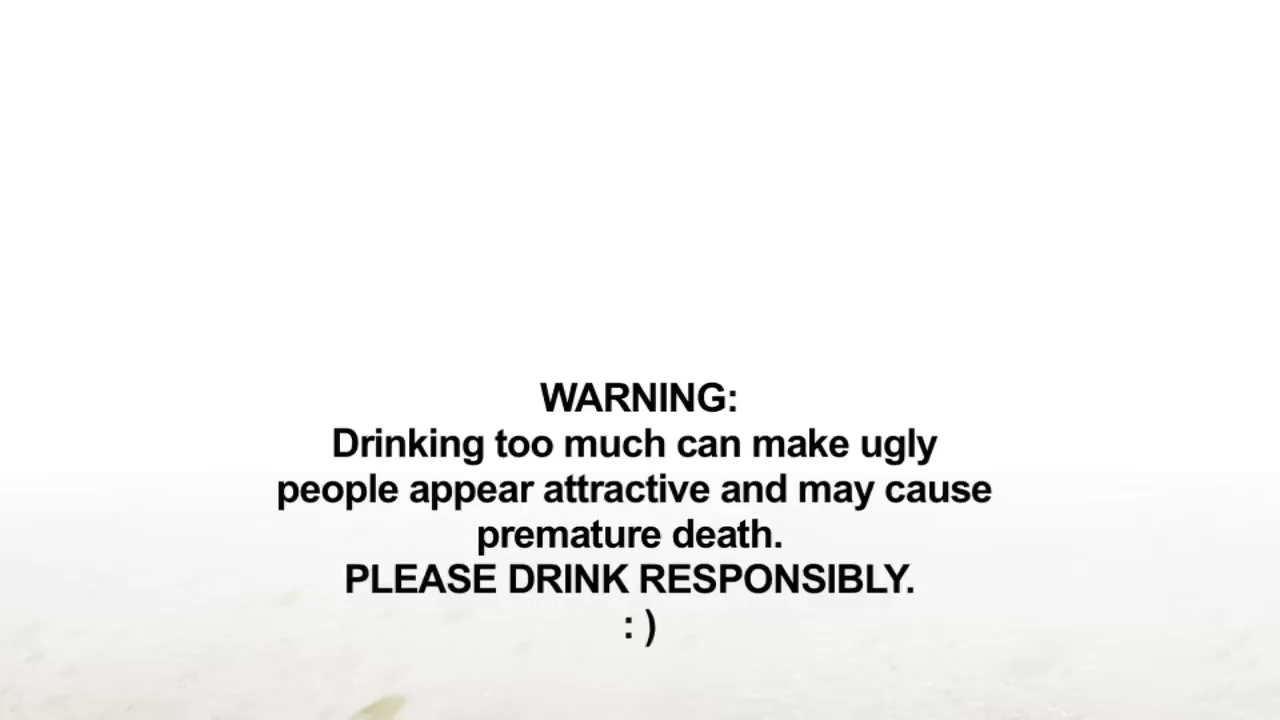 WARNING:
Drinking too much can make ugly
people appear attractive and may cause
premature death.
PLEASE DRINK RESPONSIBLY.
: )